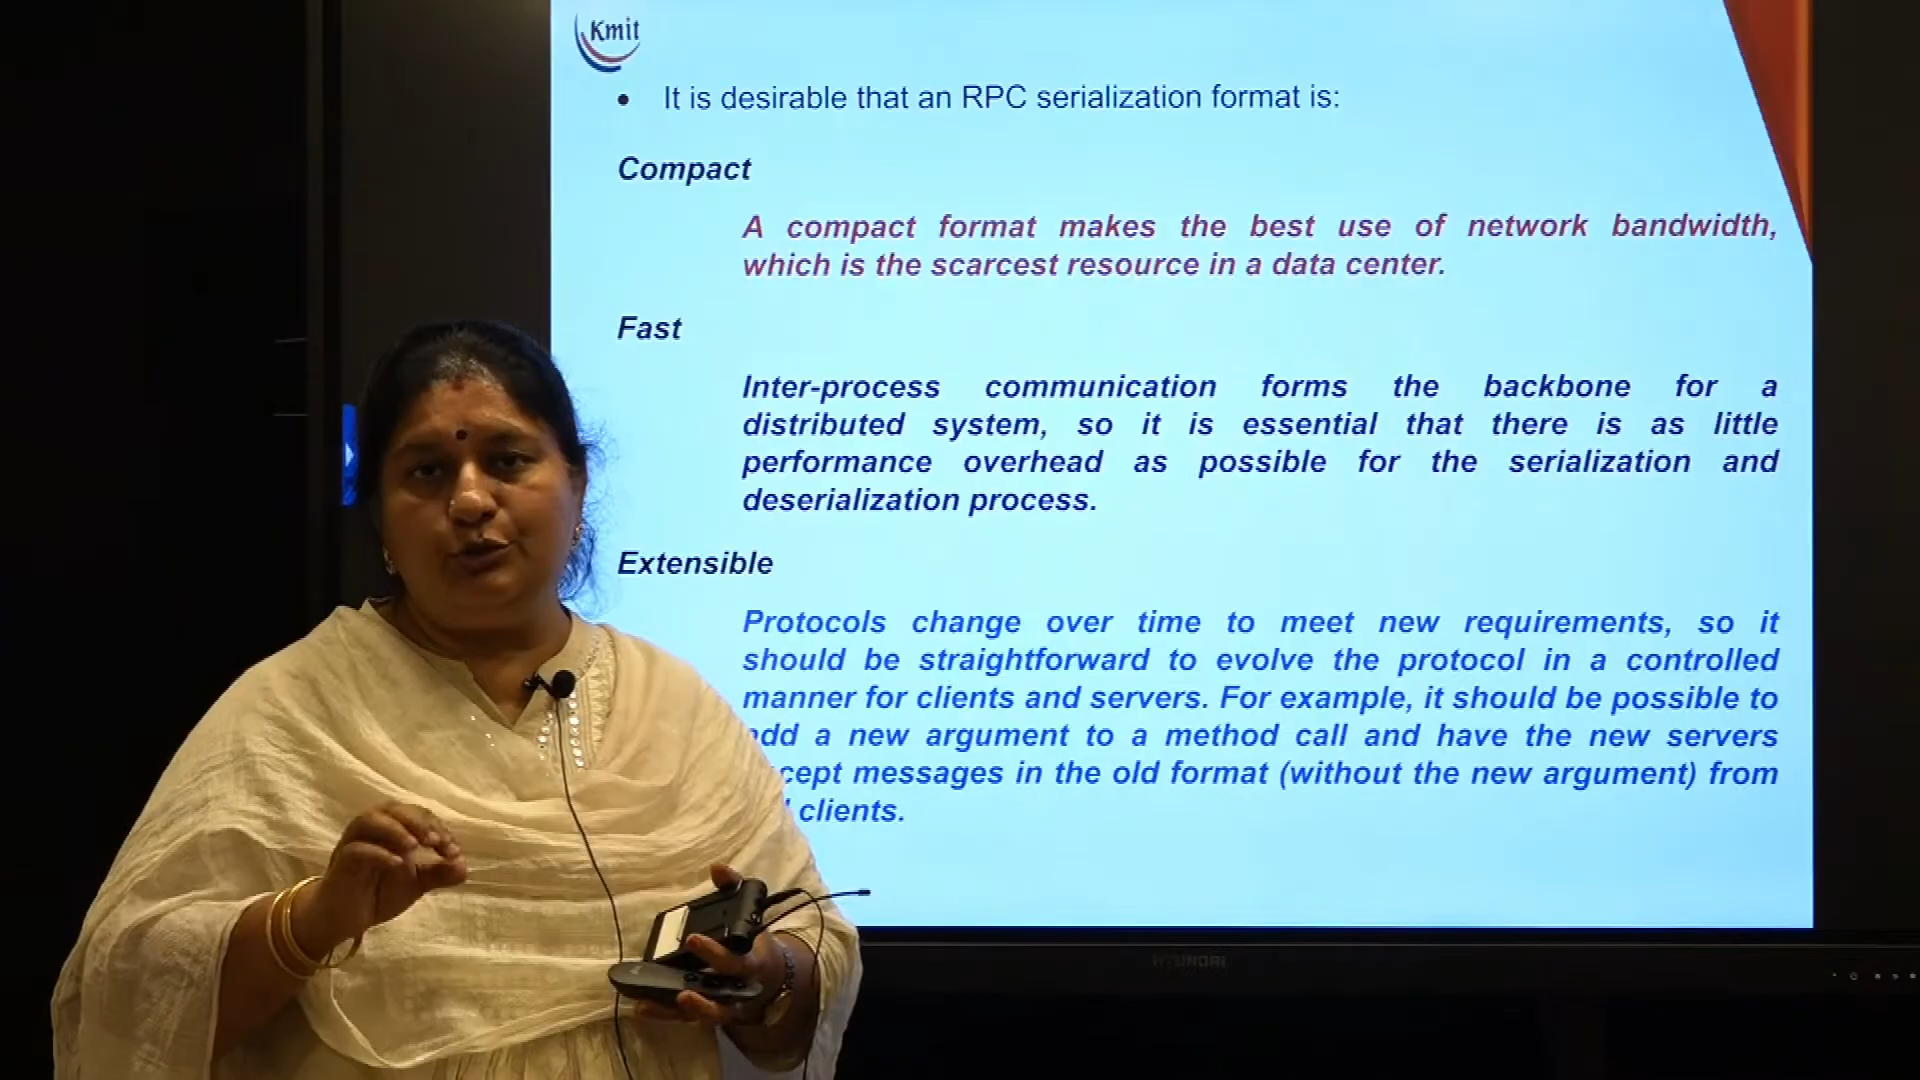 Kmit
• It is desirable that an RPC serialization format is:
Compact
A compact format makes the best use of network bandwidth,
which is the scarcest resource in a data center.
Fast
Inter-process communication forms the backbone for a
distributed system, so it is essential that there is as little
performance overhead as possible for the serialization and
deserialization process.
Extensible
Protocols change over time to meet new requirements, so it
should be straightforward to evolve the protocol in a controlled
manner for clients and servers. For example, it should be possible to
add a new argument to a method call and have the new servers
messages in the old format (without the new argument) from
clients.
HYUNDAI